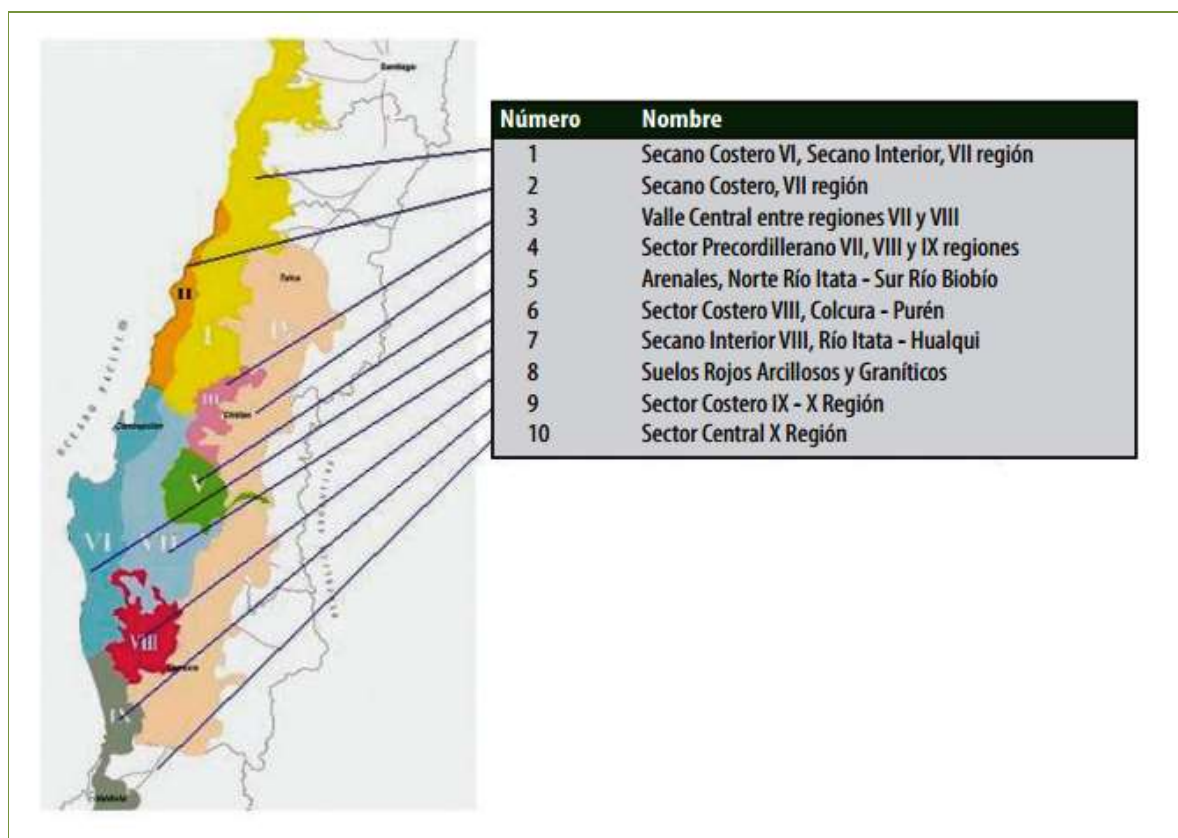 Santiago
Número Nombre
1 Secano Costero VI, Secano Interior, VII región
2 Secano Costero, VII región
3 Valle Central entre regiones VII y VIII
4 Sector Precordillerano VII, VIII y IX regiones
5 Arenales, Norte Río Itata - Sur Río Biobío
6 Sector Costero VIII, Colcura - Purén
7 Secano Interior VIII, Río Itata - Hualqui
8 Suelos Rojos Arcillosos y Graníticos
9 Sector Costero IX - X Región
10 Sector Central X Región
Talca
II
I
IV
OCEANO PACIFICO
III
Chillan
Concepción
V
VI
VII
VIII
Temuco
IX
Valdivia